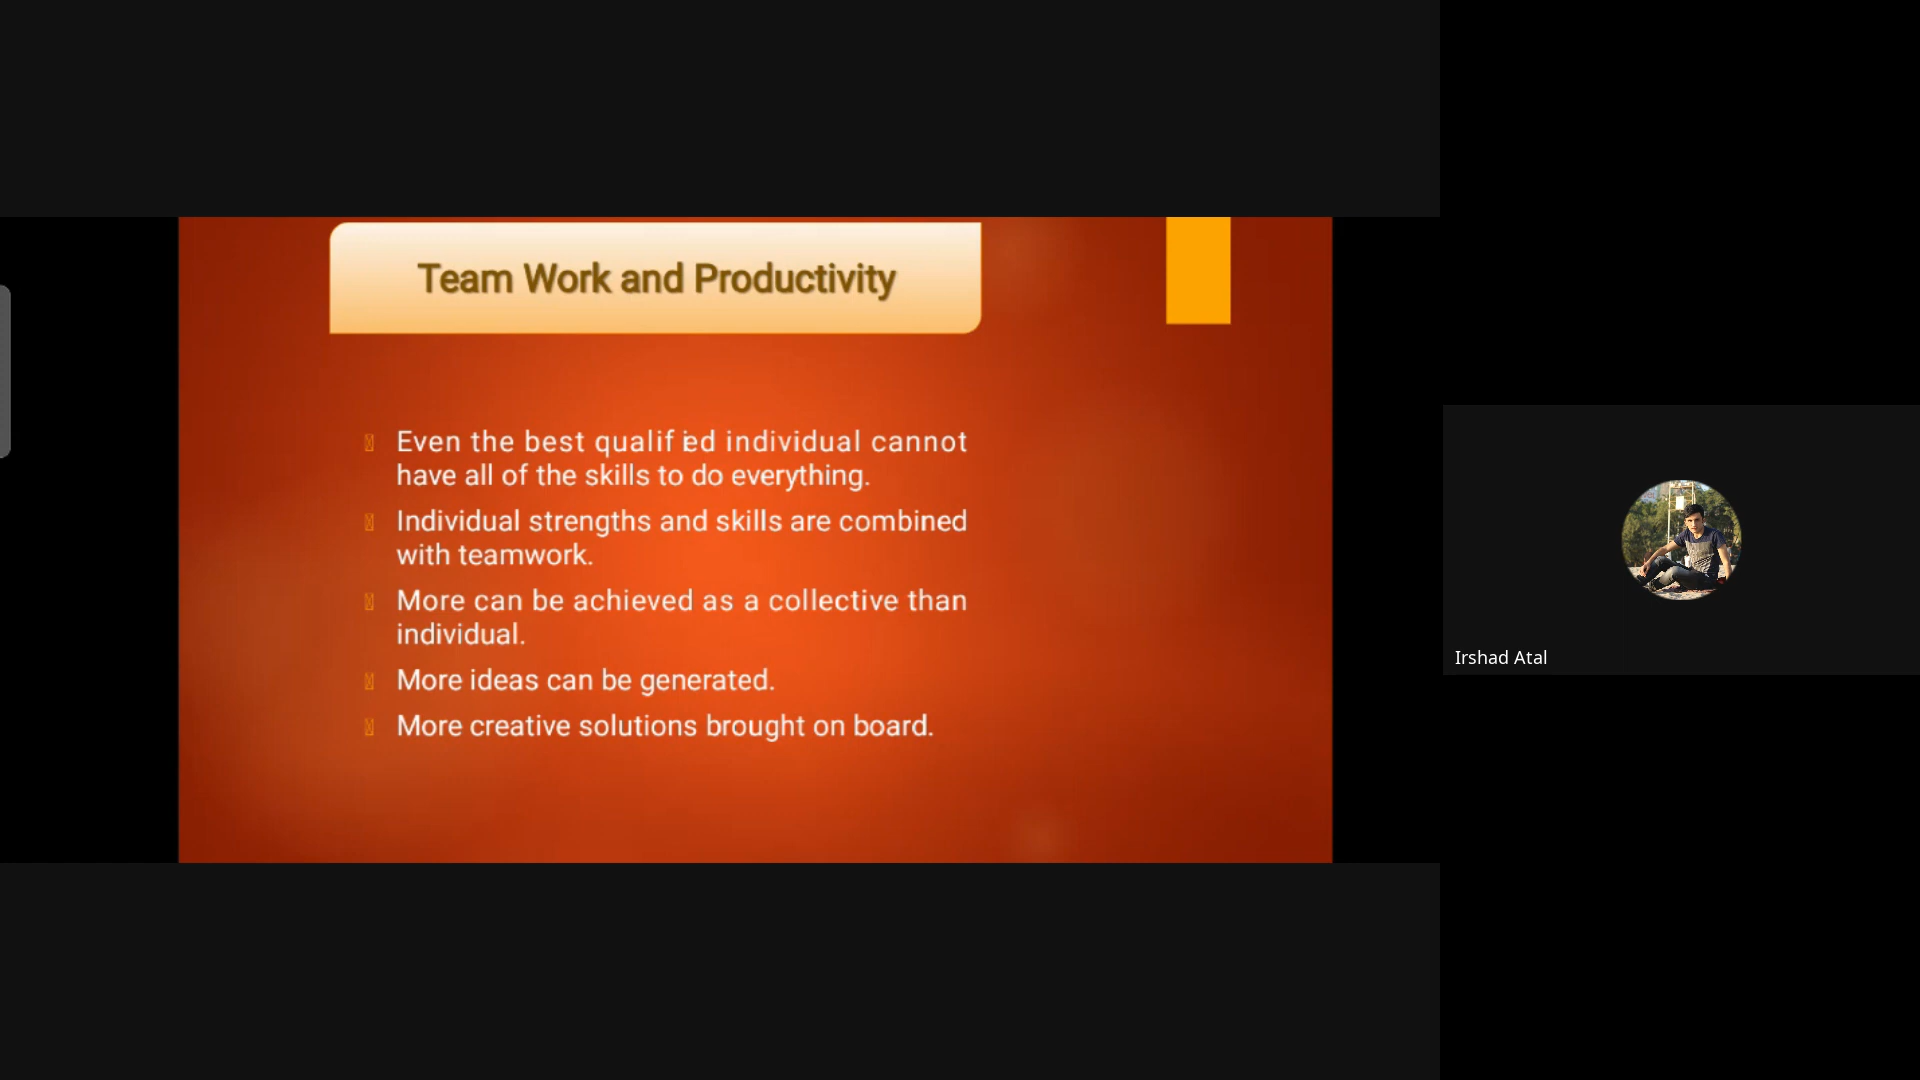 Team Work and Productivity
Even the best qualified individual cannot
have all of the skills to do everything.
Individual strengths and skills are combined
with teamwork.
More can be achieved as a collective than
individual.
More ideas can be generated.
More creative solutions brought on board.
Irshad Atal